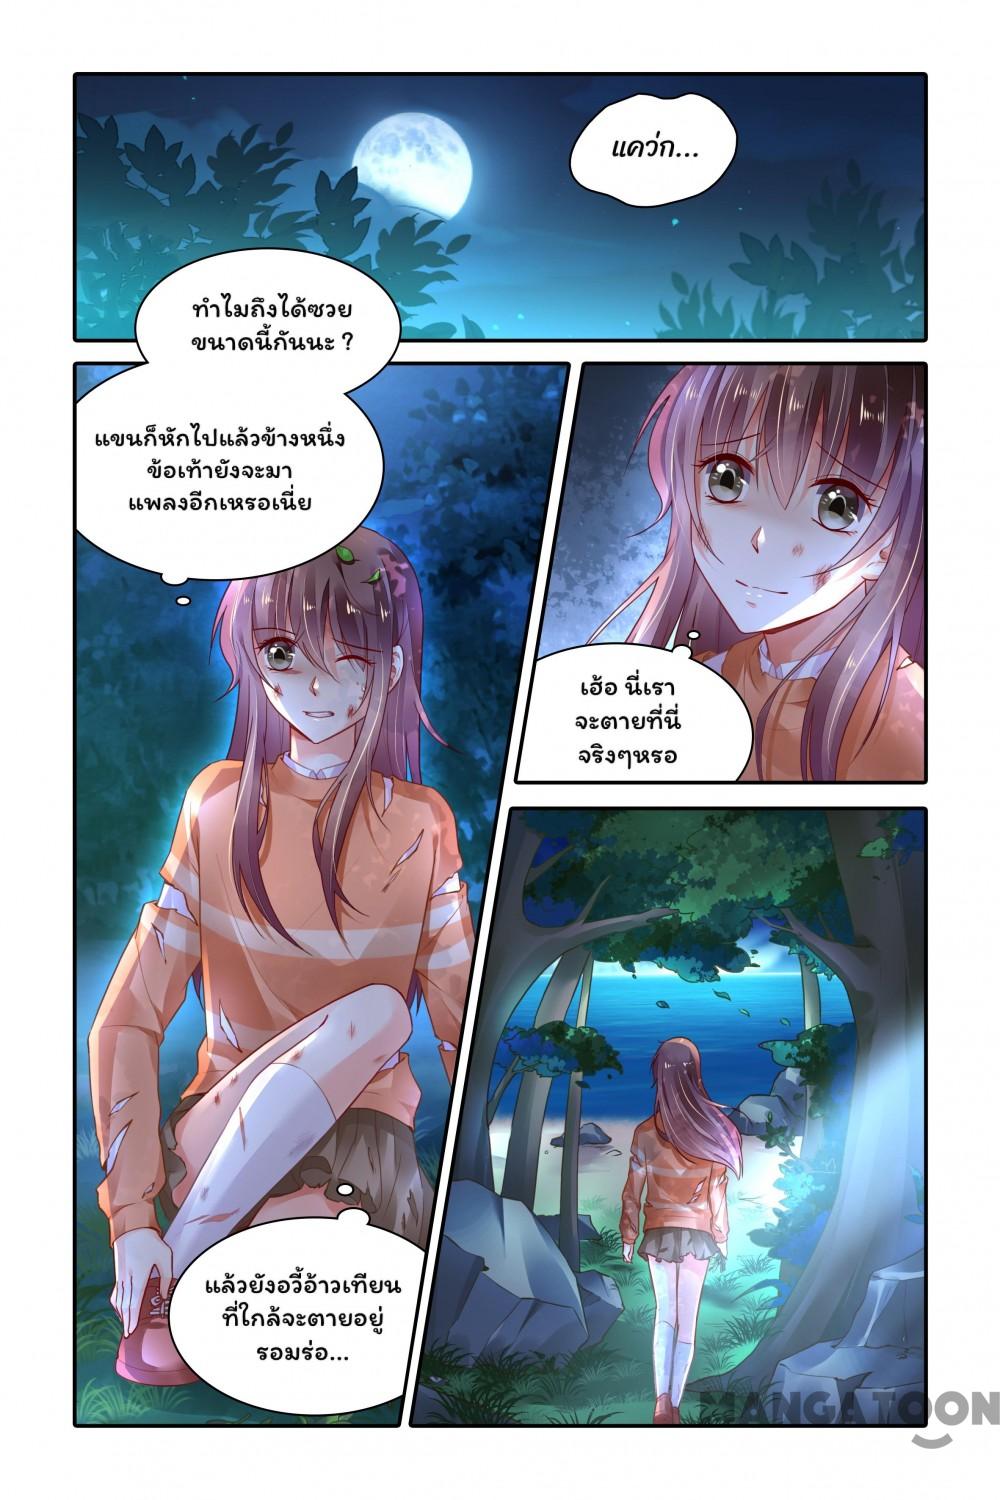 แคว่ก...
ทำไมถึงได้ซวย
ขนาดนี้กันนะ ?
แขนก็หักไปแล้วข้างหนึ่ง
ข้อเท้ายังจะมา
แพลงอีกเหรอเนี่ย
เฮ้อ นี่เรา
จะตายที่นี่
จริงๆหรอ
แล้วยังอวี้อ้าวเทียน
ที่ใกล้จะตายอยู่
รอมร่อ...
MANGATOON